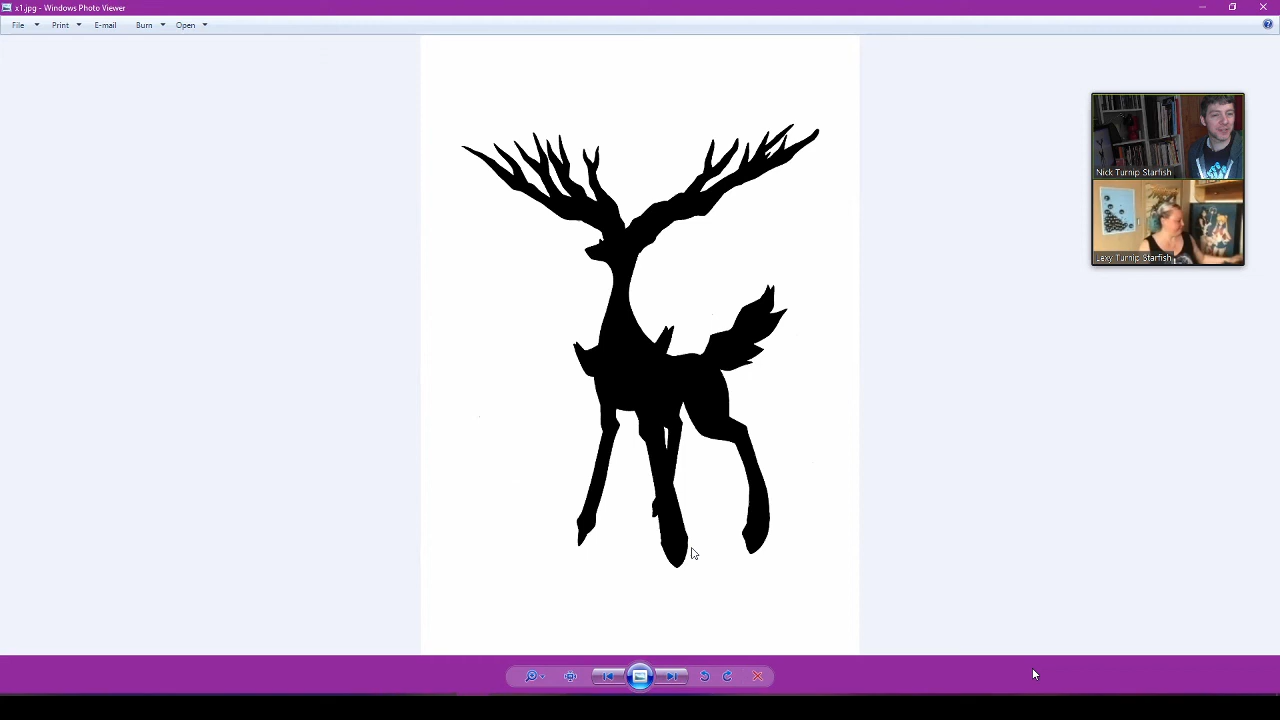 x1.jpg - Windows Photo Viewer
File Print E-mail Burn Open
Nick Turnip Starfish
Lexy Turnip Starfish